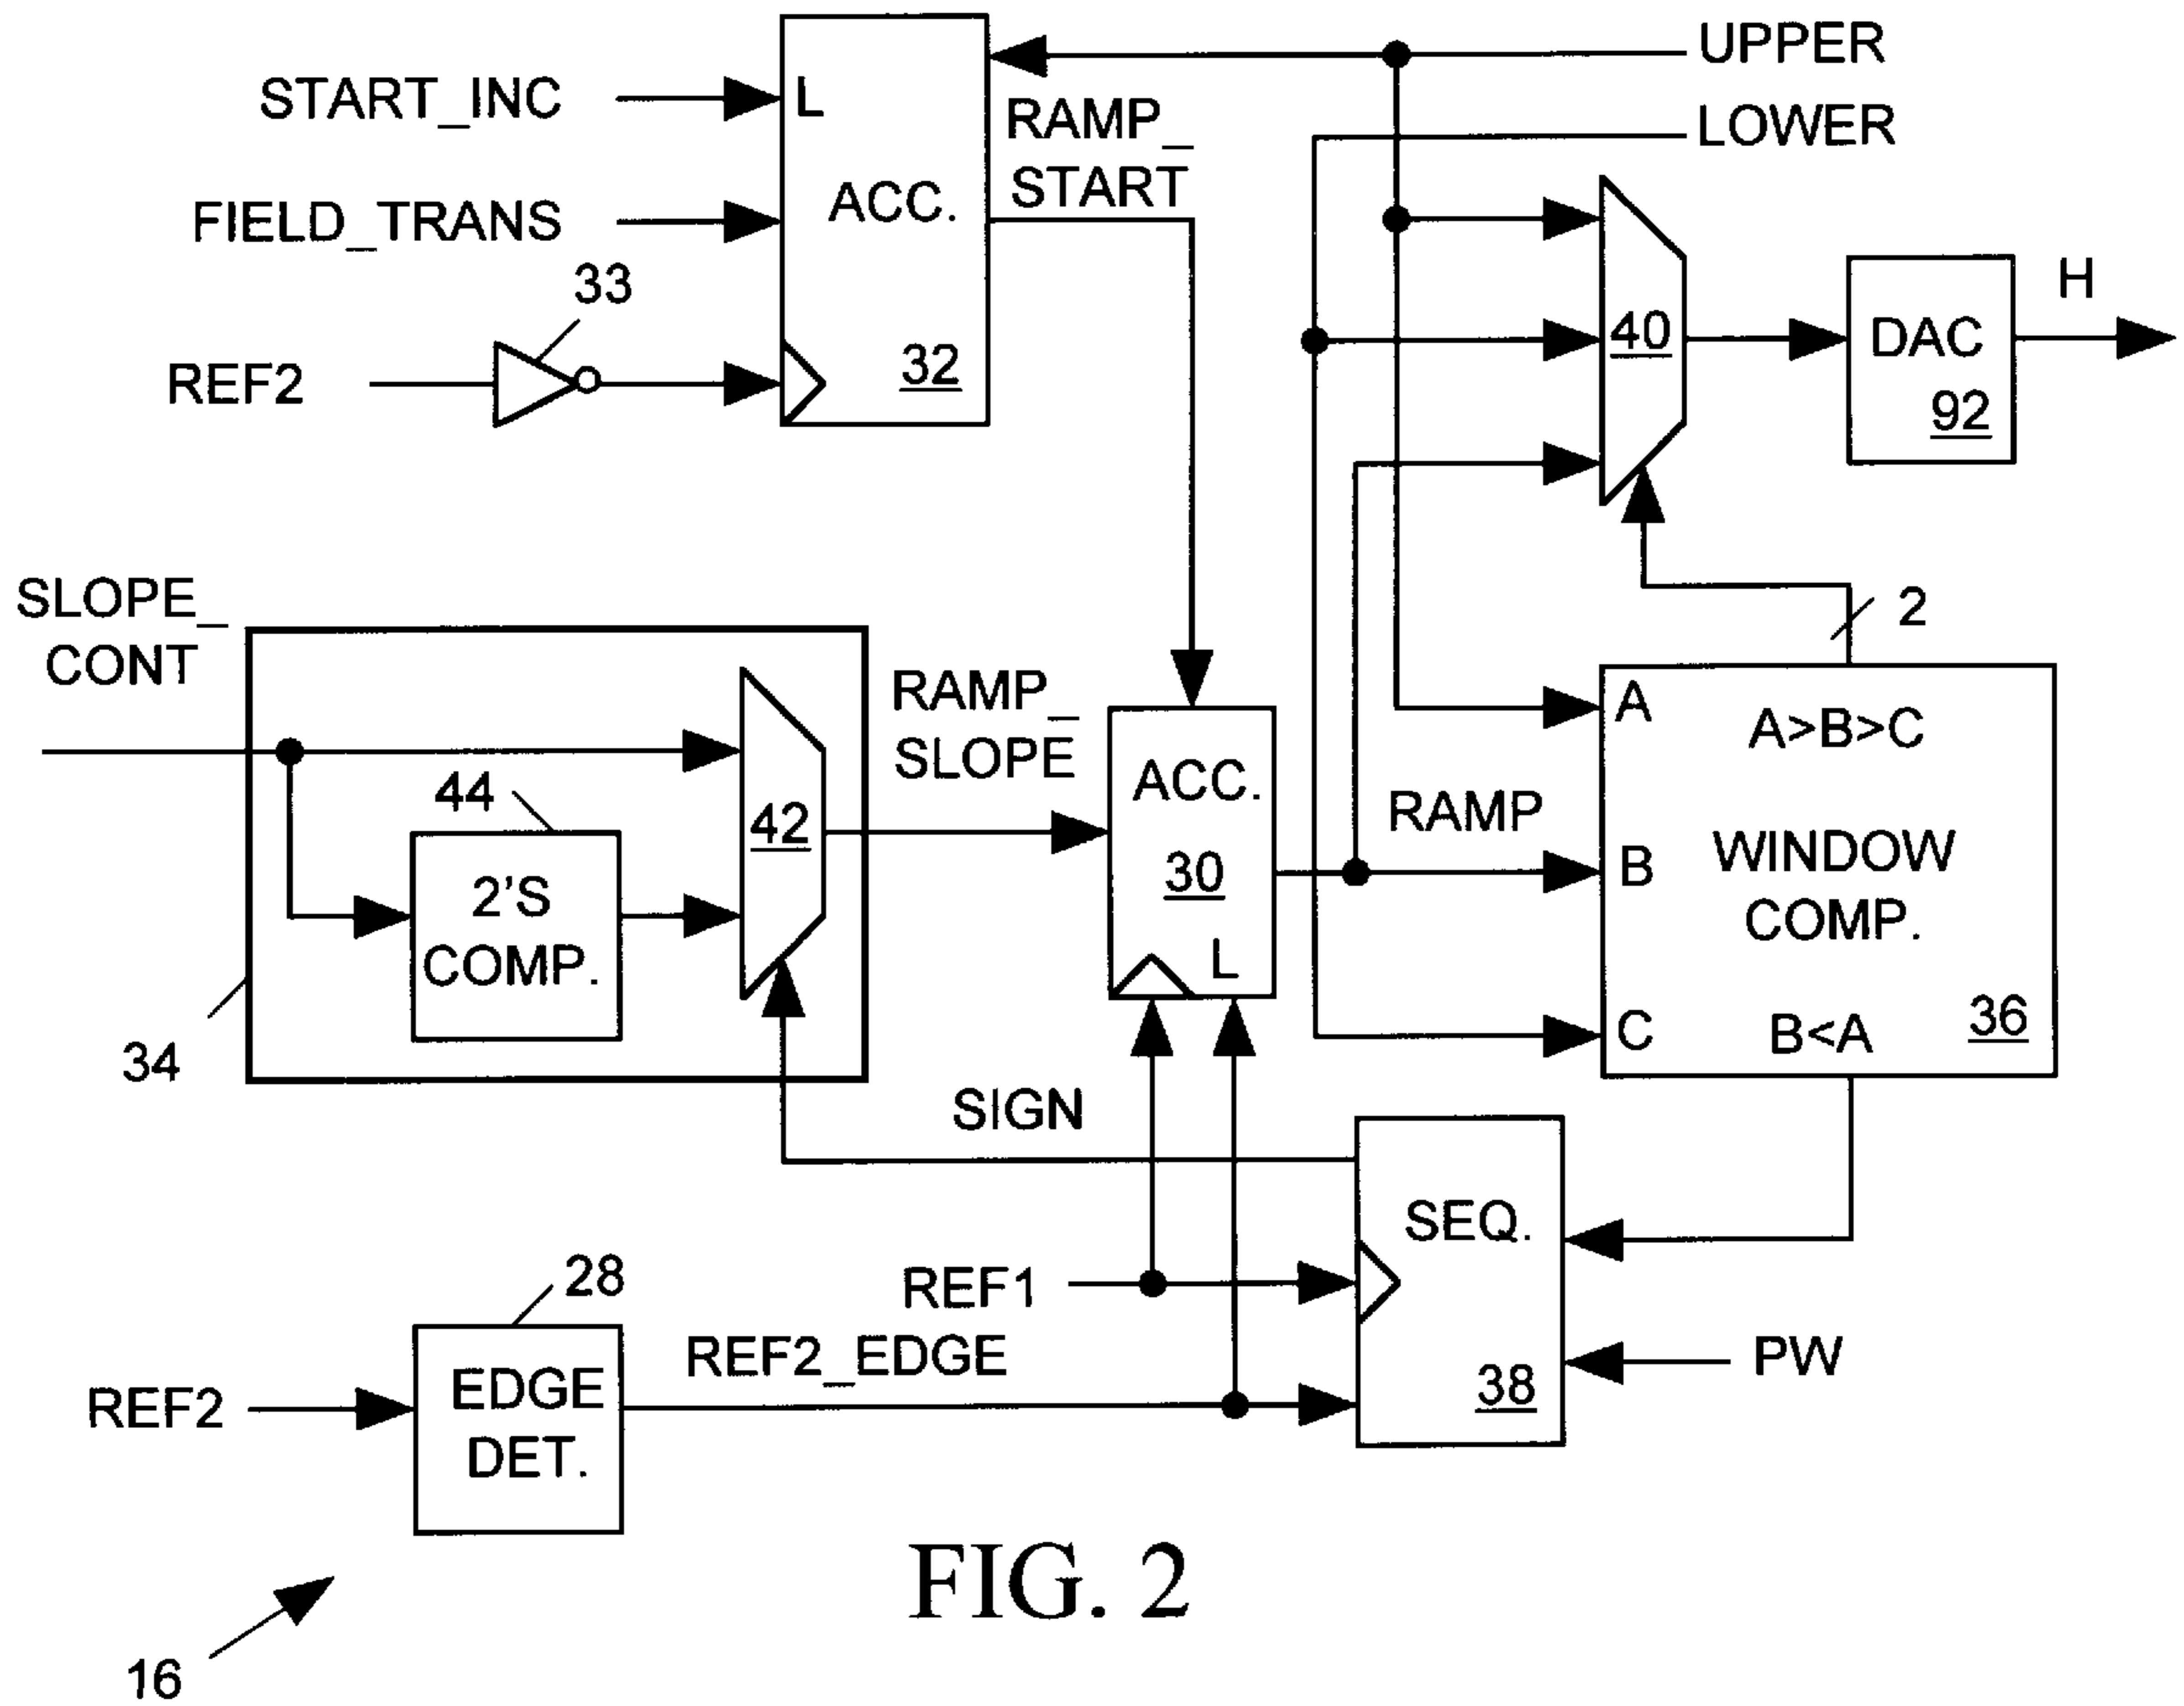 UPPER
LOWER
START_INC
L
RAMP_
START
FIELD_TRANS
ACC.
32
33
REF2
40
DAC
92
H
2
SLOPE_
CONT
44
2'S
COMP.
42
34
RAMP_
SLOPE
ACC.
30
L
RAMP
A
A>B>C
B
WINDOW
COMP.
C
B<A
36
SIGN
SEQ.
REF1
REF2_EDGE
38
PW
28
REF2
EDGE
DET.
FIG. 2
16